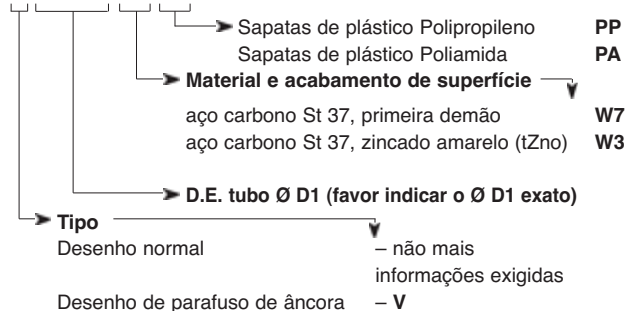 Sapatas de plástico Polipropileno PP
Sapatas de plástico Poliamida PA
Material e acabamento de superfície
aço carbono St 37, primeira demão W7
aço carbono St 37, zincado amarelo (tZno) W3
D.E. tubo Ø D1 (favor indicar o Ø D1 exato)
Tipo
Desenho normal – não mais
informações exigidas
Desenho de parafuso de âncora – V